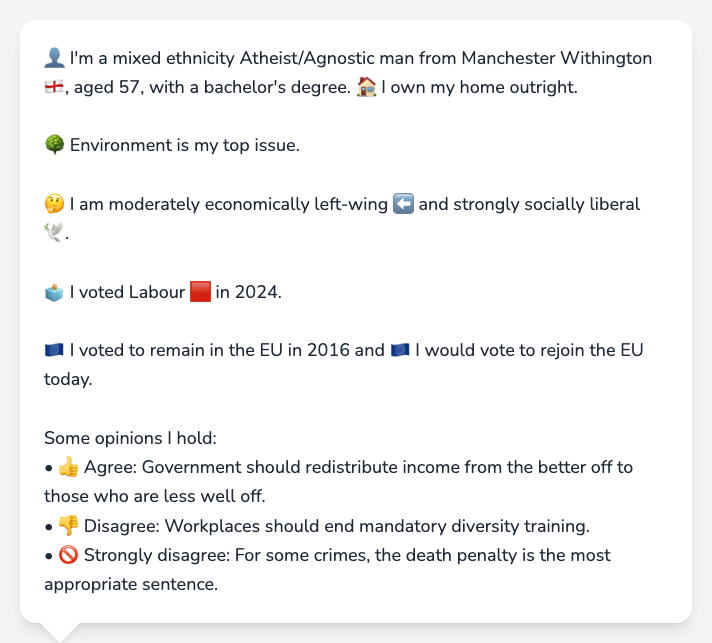 👤 I'm a mixed ethnicity Atheist/Agnostic man from Manchester Withington
🏴󠁧󠁢󠁥󠁮󠁧󠁿, aged 57, with a bachelor's degree. 🏠 I own my home outright.
🌳 Environment is my top issue.
🤔 I am moderately economically left-wing ⬅️ and strongly socially liberal
🕊️.
🗳️ I voted Labour 🟥 in 2024.
🇪🇺 I voted to remain in the EU in 2016 and 🇪🇺 I would vote to rejoin the EU
today.
Some opinions I hold:
• 👍 Agree: Government should redistribute income from the better off to
those who are less well off.
• 👎 Disagree: Workplaces should end mandatory diversity training.
• 🚫 Strongly disagree: For some crimes, the death penalty is the most
appropriate sentence.